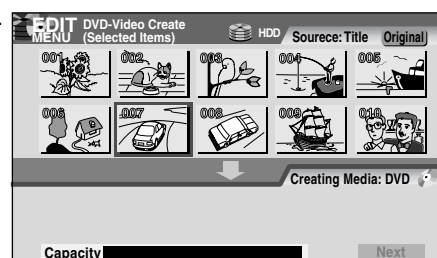 EDIT MENU DVD-Video Create (Selected Items) HDD Sourece: Title Original
001 002 003 004 005
006 007 008 009 010
Creating Media: DVD
Capacity Next